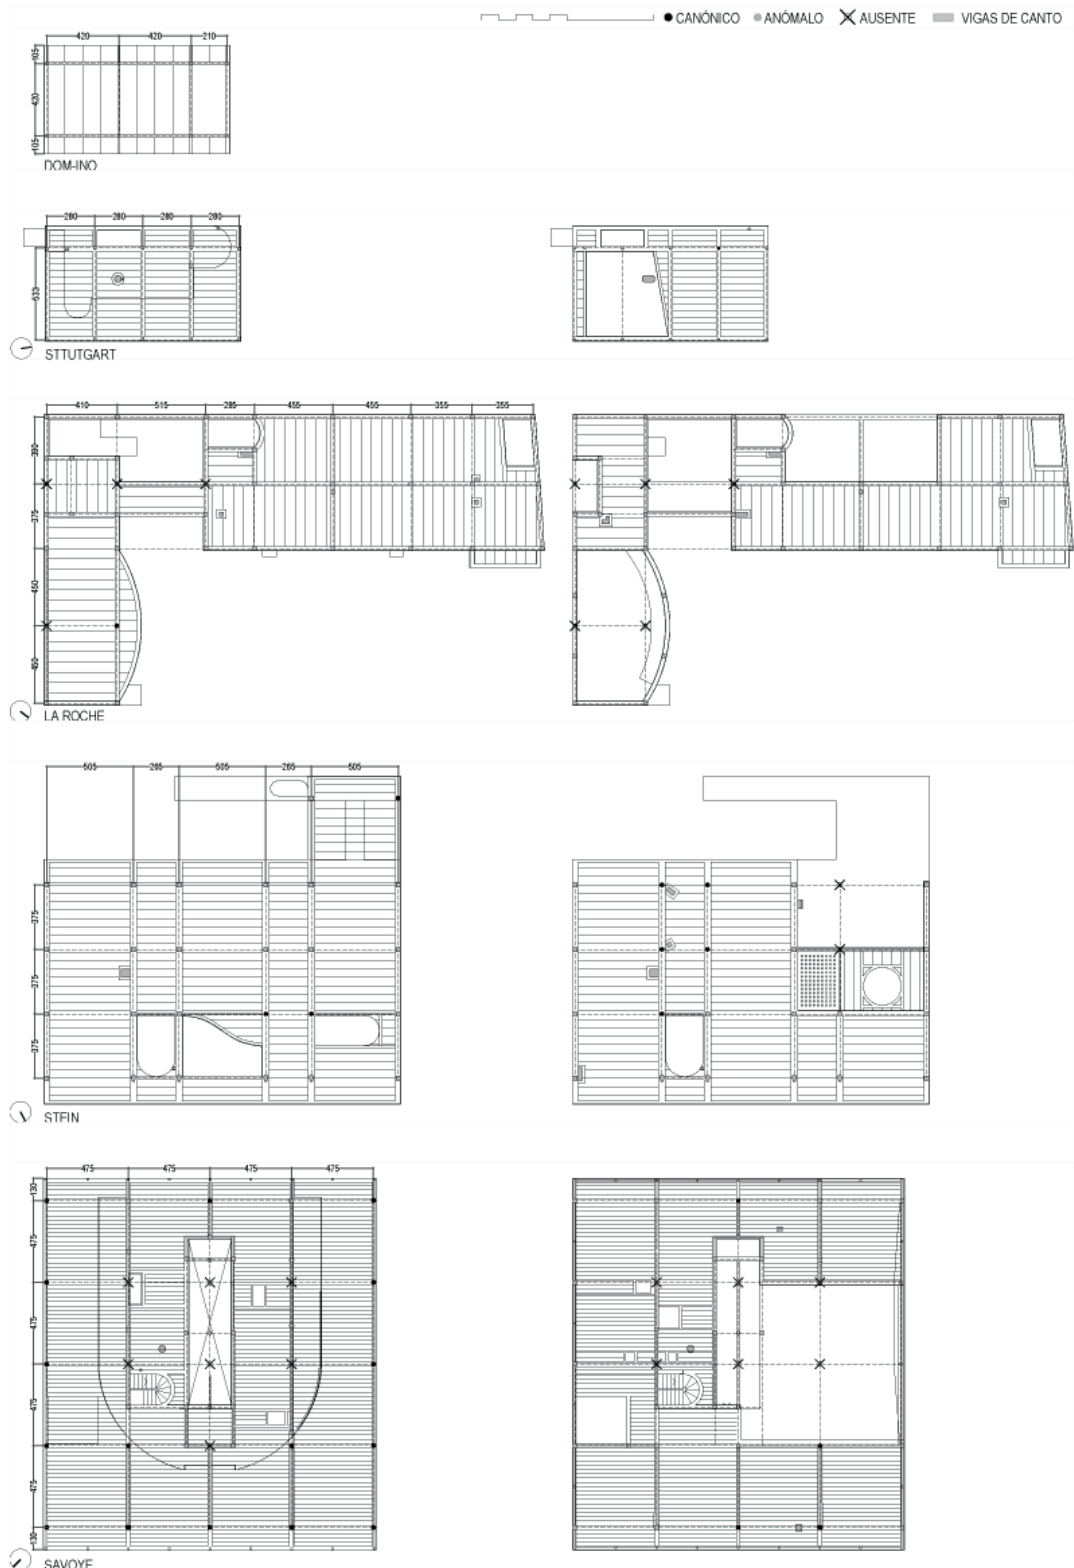 CANÓNICO ANÓMALO AUSENTE VIGAS DE CANTO
420 420 210
105
420
105
DOM-INO
280 280 280 280
533
STTUTGART
410 515 285 455 455 355 355
390
375
450
450
LA ROCHE
505 265 505 265 505
375
375
375
STEIN
475 475 475 475
130
475
475
475
475
130
SAVOYE